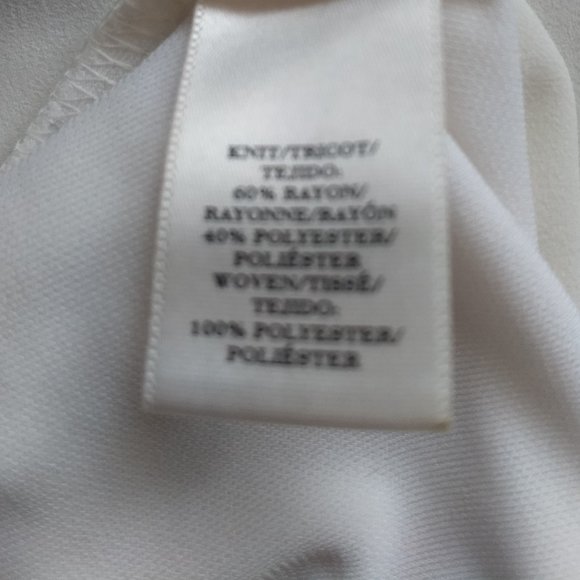 KNIT/TRICOT/
TEJIDO:
60% RAYON/
RAYONNE/RAYÓN
40% POLYESTER/
POLIÉSTER
WOVEN/TISSÉ/
TEJIDO:
100% POLYESTER/
POLIÉSTER